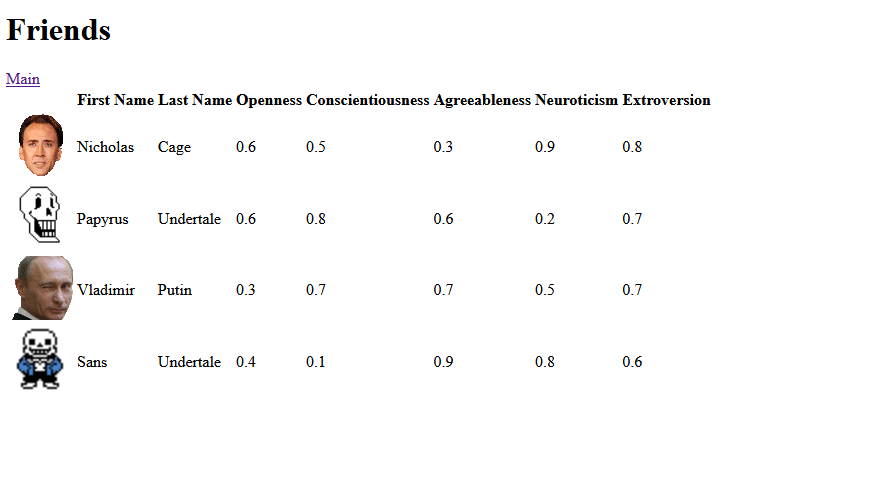 Friends
Main
First Name Last Name Openness Conscientiousness Agreeableness Neuroticism Extroversion
Nicholas Cage 0.6 0.5 0.3 0.9 0.8
Papyrus Undertale 0.6 0.8 0.6 0.2 0.7
Vladimir Putin 0.3 0.7 0.7 0.5 0.7
Sans Undertale 0.4 0.1 0.9 0.8 0.6